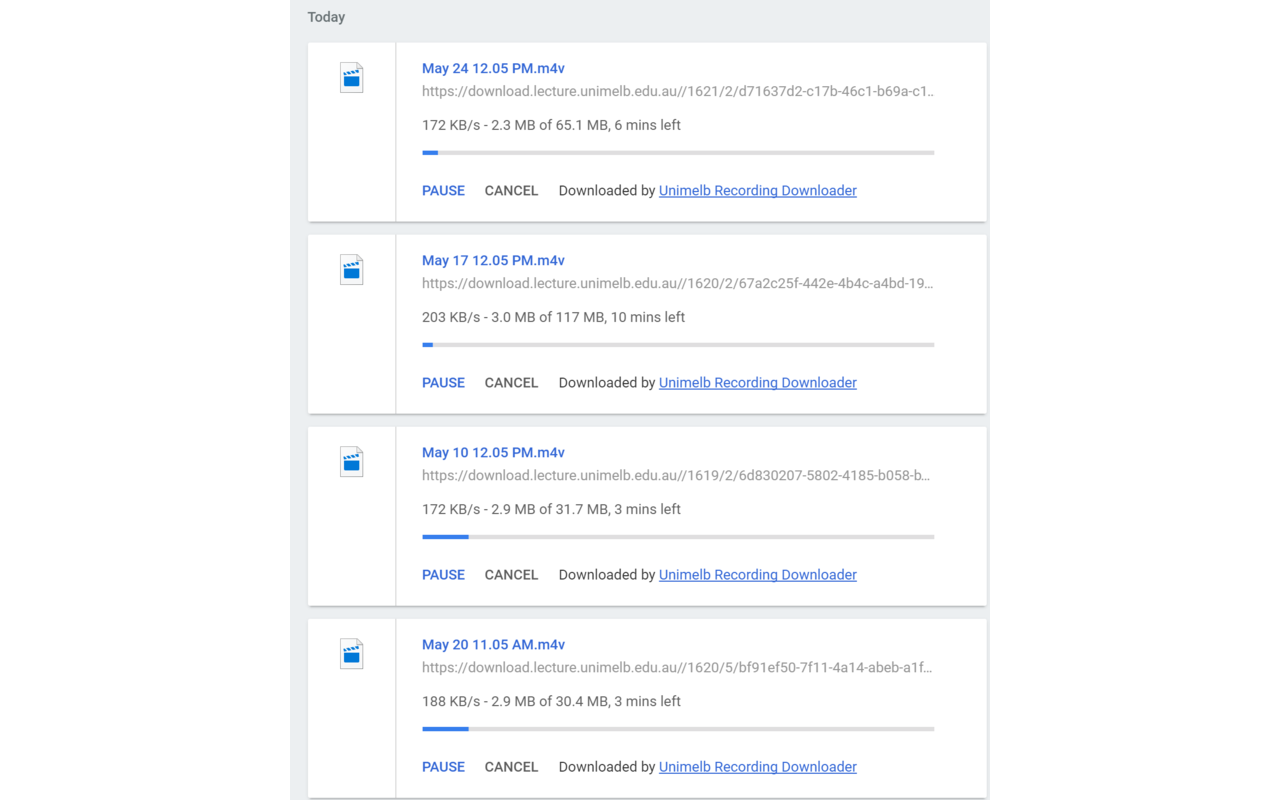 Today
May 24 12.05 PM.m4v
https://download.lecture.unimelb.edu.au//1621/2/d71637d2-c17b-46c1-b69a-c1..
172 KB/s - 2.3 MB of 65.1 MB, 6 mins left
PAUSE CANCEL Downloaded by Unimelb Recording Downloader
May 17 12.05 PM.m4v
https://download.lecture.unimelb.edu.au//1620/2/67a2c25f-442e-4b4c-a4bd-19...
203 KB/s - 3.0 MB of 117 MB, 10 mins left
PAUSE CANCEL Downloaded by Unimelb Recording Downloader
May 10 12.05 PM.m4v
https://download.lecture.unimelb.edu.au//1619/2/6d830207-5802-4185-b058-b...
172 KB/s - 2.9 MB of 31.7 MB, 3 mins left
PAUSE CANCEL Downloaded by Unimelb Recording Downloader
May 20 11.05 AM.m4v
https://download.lecture.unimelb.edu.au//1620/5/bf91ef50-7f11-4a14-abeb-a1f...
188 KB/s - 2.9 MB of 30.4 MB, 3 mins left
PAUSE CANCEL Downloaded by Unimelb Recording Downloader